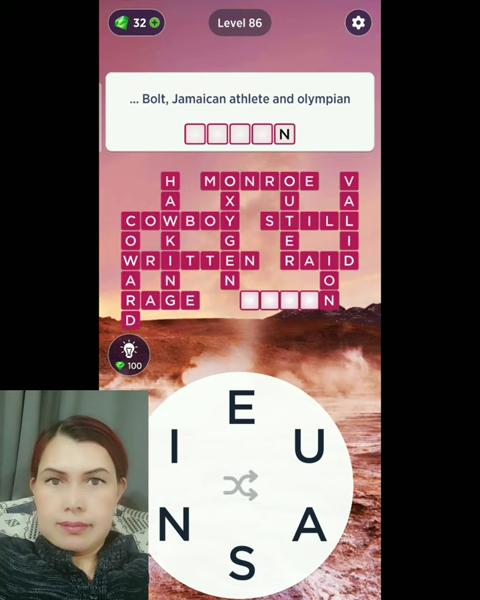 32
Level 86
... Bolt, Jamaican athlete and olympian
N
H MONROE V
A X U A
COWBOY STILL
O K G E I
WRITTEN RAID
A N N O
RAGE N
D
100
E
I U
N A
S